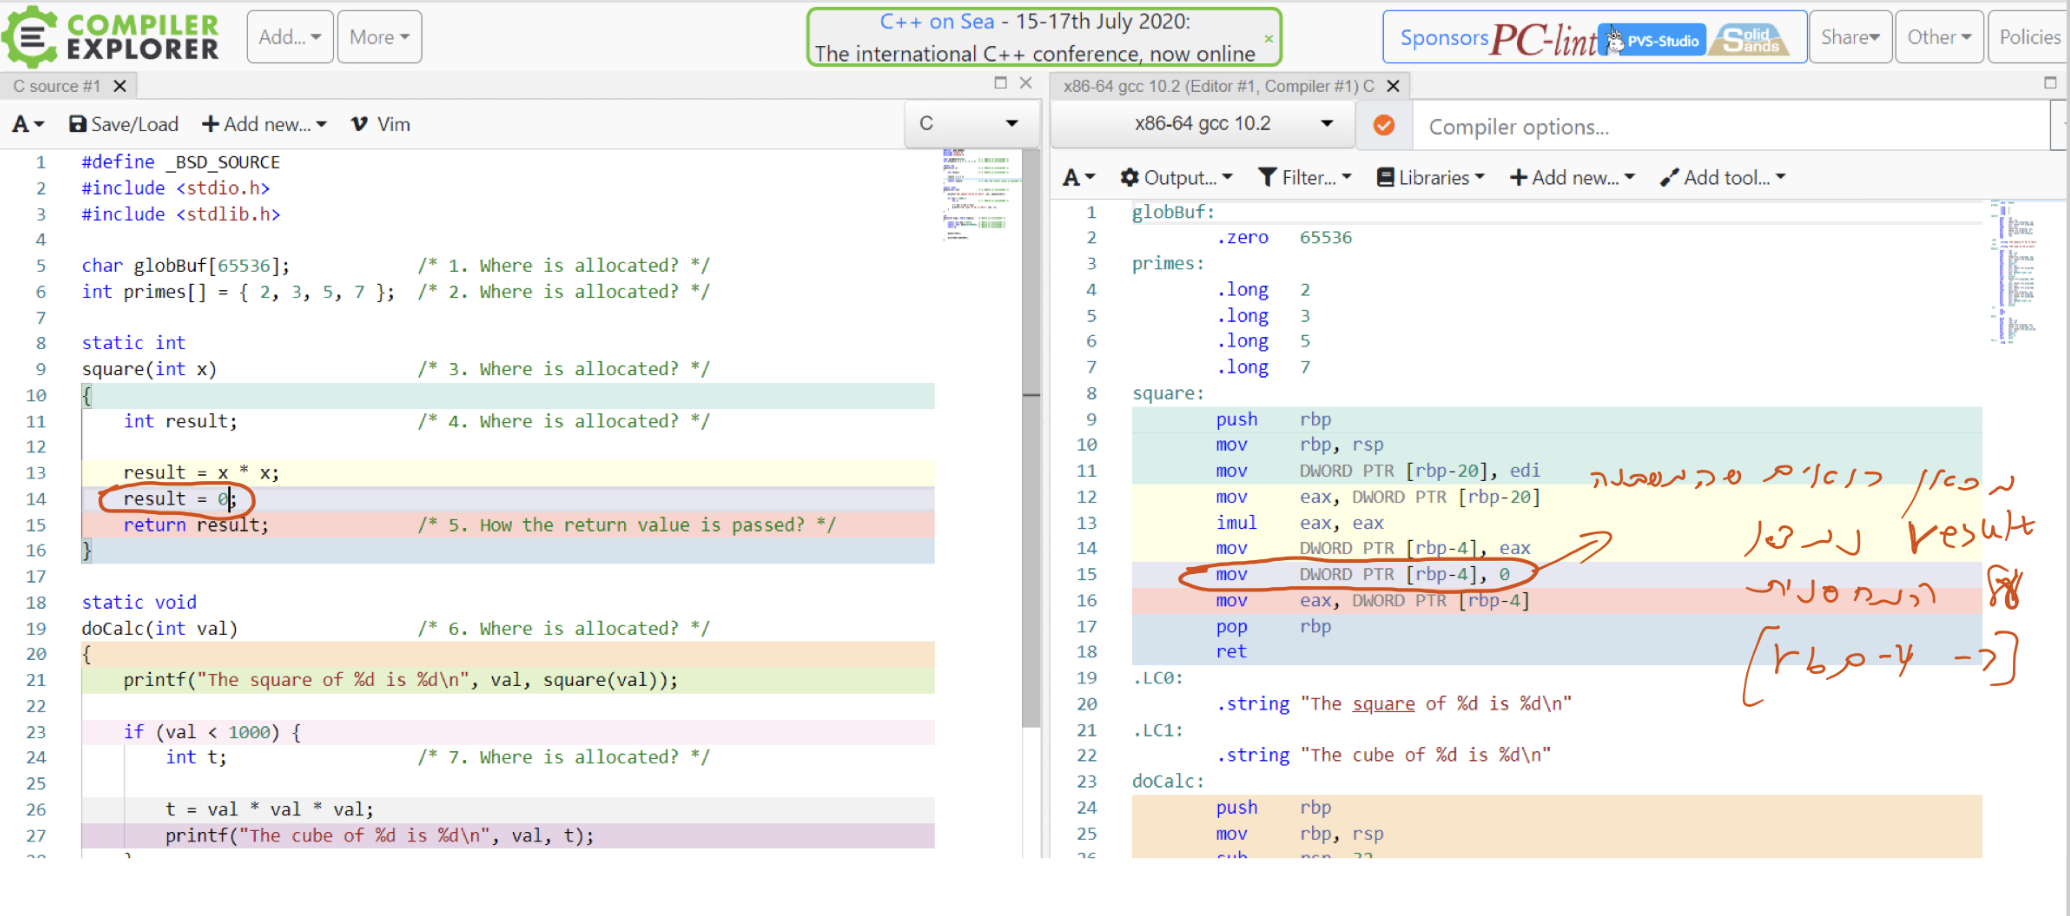 COMPILER
EXPLORER
Add...
More
C++ on Sea - 15-17th July 2020:
The international C++ conference, now online
×
Sponsors PC-lint PVS-Studio Solid Sands
Share
Other
Policies
C source #1 X
A
Save/Load
+ Add new...
Vim
C
1 #define _BSD_SOURCE
2 #include <stdio.h>
3 #include <stdlib.h>
4
5 char globBuf[65536]; /* 1. Where is allocated? */
6 int primes[] = { 2, 3, 5, 7 }; /* 2. Where is allocated? */
7
8 static int
9 square(int x) /* 3. Where is allocated? */
10 {
11 int result; /* 4. Where is allocated? */
12
13 result = x * x;
14 result = 0;
15 return result; /* 5. How the return value is passed? */
16 }
17
18 static void
19 doCalc(int val) /* 6. Where is allocated? */
20 {
21 printf("The square of %d is %d\n", val, square(val));
22
23 if (val < 1000) {
24 int t; /* 7. Where is allocated? */
25
26 t = val * val * val;
27 printf("The cube of %d is %d\n", val, t);
x86-64 gcc 10.2 (Editor #1, Compiler #1) C X
x86-64 gcc 10.2
Compiler options...
A
Output...
Filter...
Libraries
+ Add new...
Add tool...
1 globBuf:
2 .zero 65536
3 primes:
4 .long 2
5 .long 3
6 .long 5
7 .long 7
8 square:
9 push rbp
10 mov rbp, rsp
11 mov DWORD PTR [rbp-20], edi
12 mov eax, DWORD PTR [rbp-20]
13 imul eax, eax
14 mov DWORD PTR [rbp-4], eax
15 mov DWORD PTR [rbp-4], 0
16 mov eax, DWORD PTR [rbp-4]
17 pop rbp
18 ret
19 .LC0:
20 .string "The square of %d is %d\n"
21 .LC1:
22 .string "The cube of %d is %d\n"
23 doCalc:
24 push rbp
25 mov rbp, rsp
26 sub rsp, 32
מכאן רואים שהמשתנה
result נמצא
במחסנית
[rbp-4 -ב]